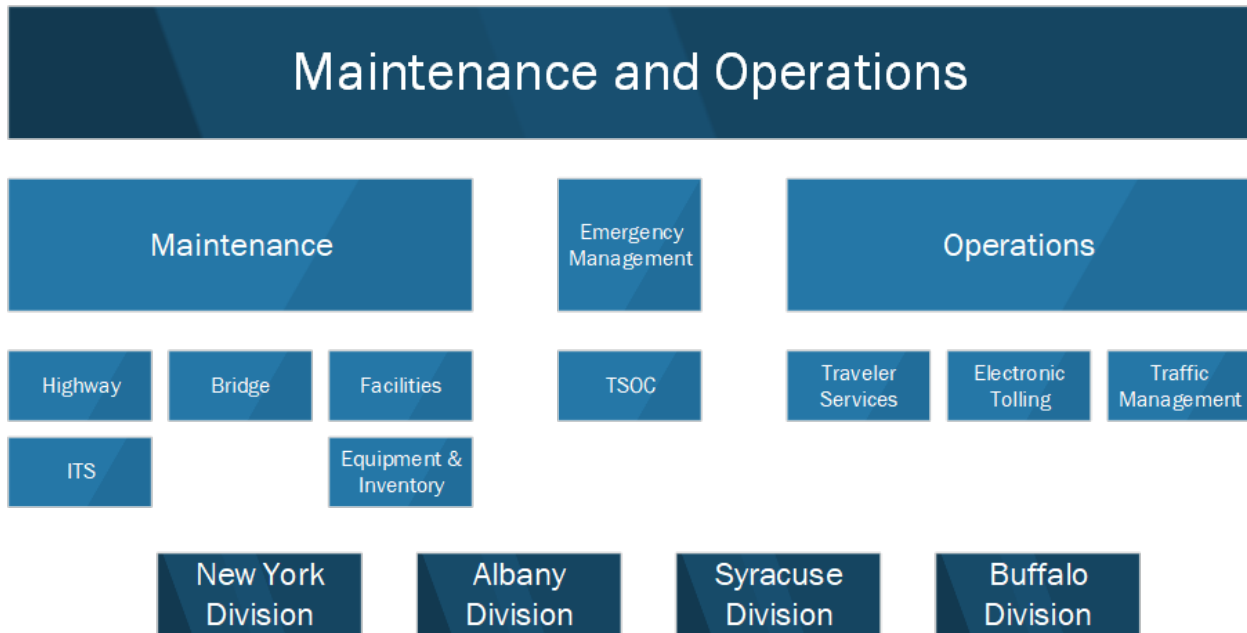 Maintenance and Operations
Maintenance
Emergency
Management
Operations
Highway
Bridge
Facilities
TSOC
Traveler
Services
Electronic
Tolling
Traffic
Management
ITS
Equipment &
Inventory
New York
Division
Albany
Division
Syracuse
Division
Buffalo
Division